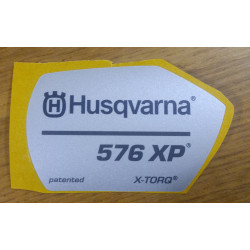 Husqvarna®
576 XP®
patented X-TORQ®